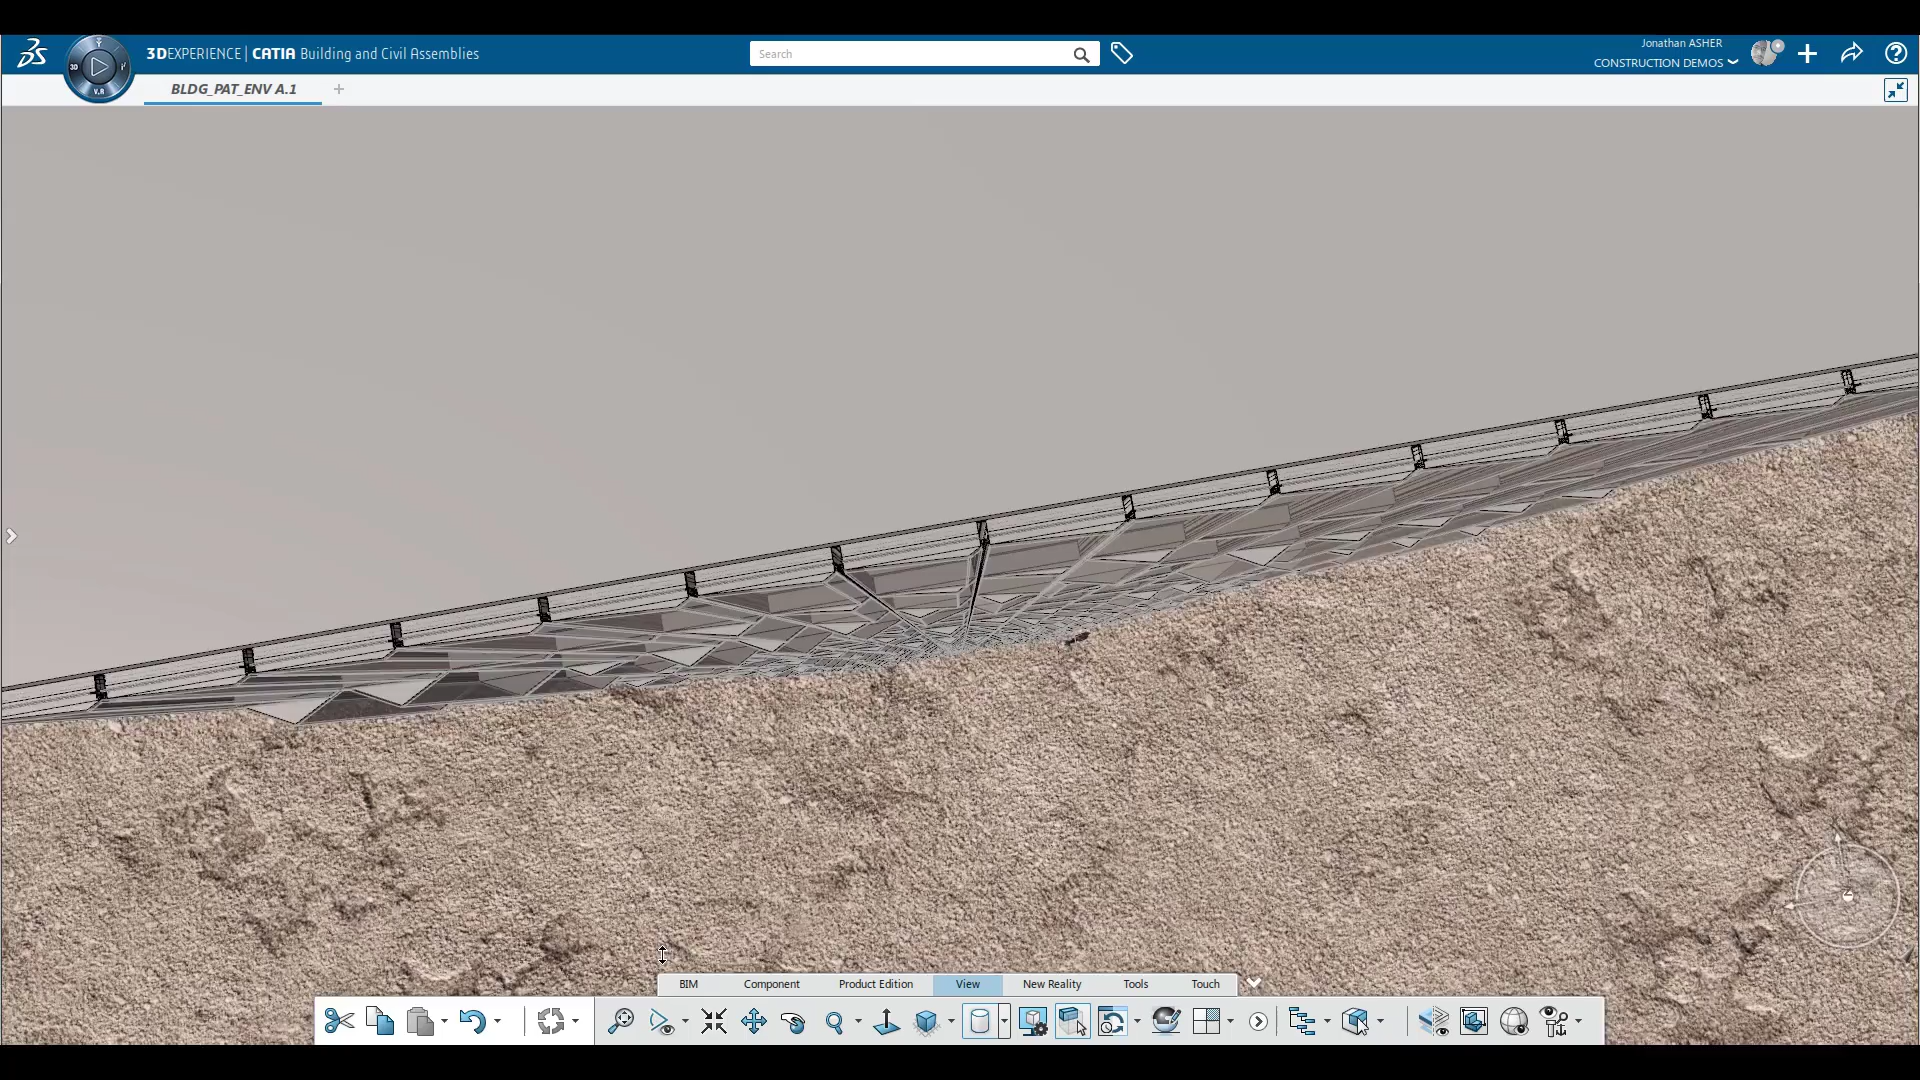 3DEXPERIENCE | CATIA Building and Civil Assemblies
Search
Jonathan ASHER
CONSTRUCTION DEMOS
3D
V.R
BLDG_PAT_ENV A.1
BIM
Component
Product Edition
View
New Reality
Tools
Touch